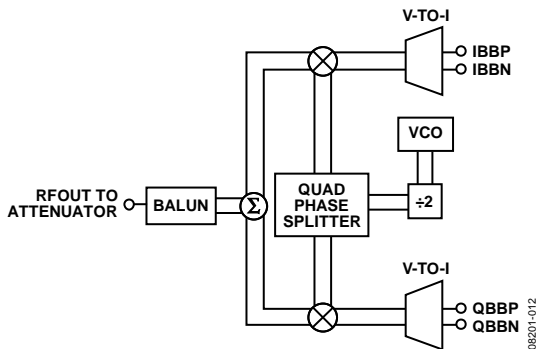 V-TO-I
IBBP
IBBN
VCO
÷2
QUAD
PHASE
SPLITTER
RFOUT TO
ATTENUATOR
BALUN
Σ
V-TO-I
QBBP
QBBN
08201-012